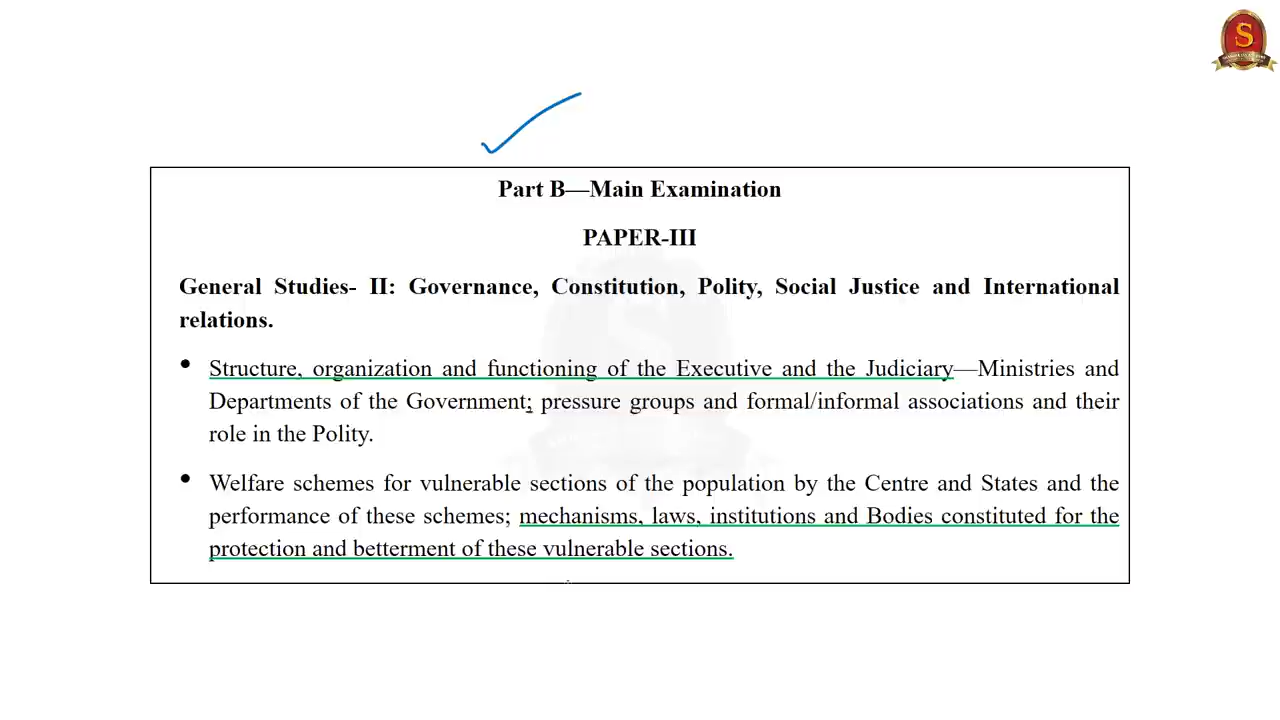 S
Part B—Main Examination
PAPER-III
General Studies- II: Governance, Constitution, Polity, Social Justice and International
relations.
• Structure, organization and functioning of the Executive and the Judiciary—Ministries and
Departments of the Government; pressure groups and formal/informal associations and their
role in the Polity.
• Welfare schemes for vulnerable sections of the population by the Centre and States and the
performance of these schemes; mechanisms, laws, institutions and Bodies constituted for the
protection and betterment of these vulnerable sections.